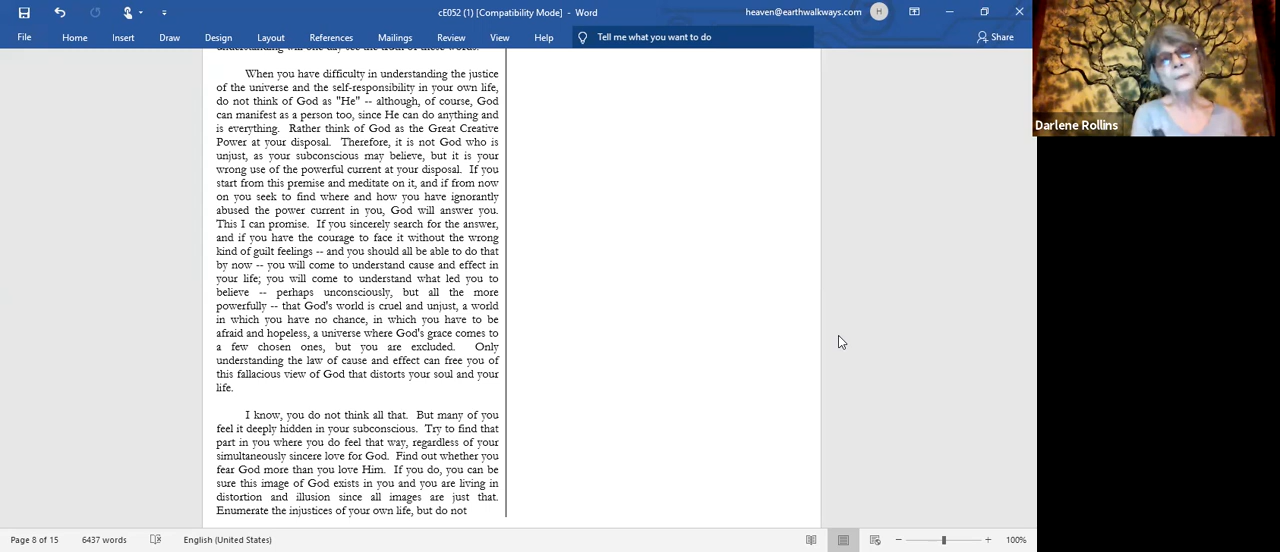 cE052 (1) [Compatibility Mode] - Word
heaven@earthwalkways.com
H
File Home Insert Draw Design Layout References Mailings Review View Help Tell me what you want to do Share
understanding will one day see the truth of these words.
When you have difficulty in understanding the justice
of the universe and the self-responsibility in your own life,
do not think of God as "He" -- although, of course, God
can manifest as a person too, since He can do anything and
is everything. Rather think of God as the Great Creative
Power at your disposal. Therefore, it is not God who is
unjust, as your subconscious may believe, but it is your
wrong use of the powerful current at your disposal. If you
start from this premise and meditate on it, and if from now
on you seek to find where and how you have ignorantly
abused the power current in you, God will answer you.
This I can promise. If you sincerely search for the answer,
and if you have the courage to face it without the wrong
kind of guilt feelings -- and you should all be able to do that
by now -- you will come to understand cause and effect in
your life; you will come to understand what led you to
believe -- perhaps unconsciously, but all the more
powerfully -- that God's world is cruel and unjust, a world
in which you have no chance, in which you have to be
afraid and hopeless, a universe where God's grace comes to
a few chosen ones, but you are excluded. Only
understanding the law of cause and effect can free you of
this fallacious view of God that distorts your soul and your
life.
I know, you do not think all that. But many of you
feel it deeply hidden in your subconscious. Try to find that
part in you where you do feel that way, regardless of your
simultaneously sincere love for God. Find out whether you
fear God more than you love Him. If you do, you can be
sure this image of God exists in you and you are living in
distortion and illusion since all images are just that.
Enumerate the injustices of your own life, but do not
Darlene Rollins
Page 8 of 15 6437 words English (United States) 100%